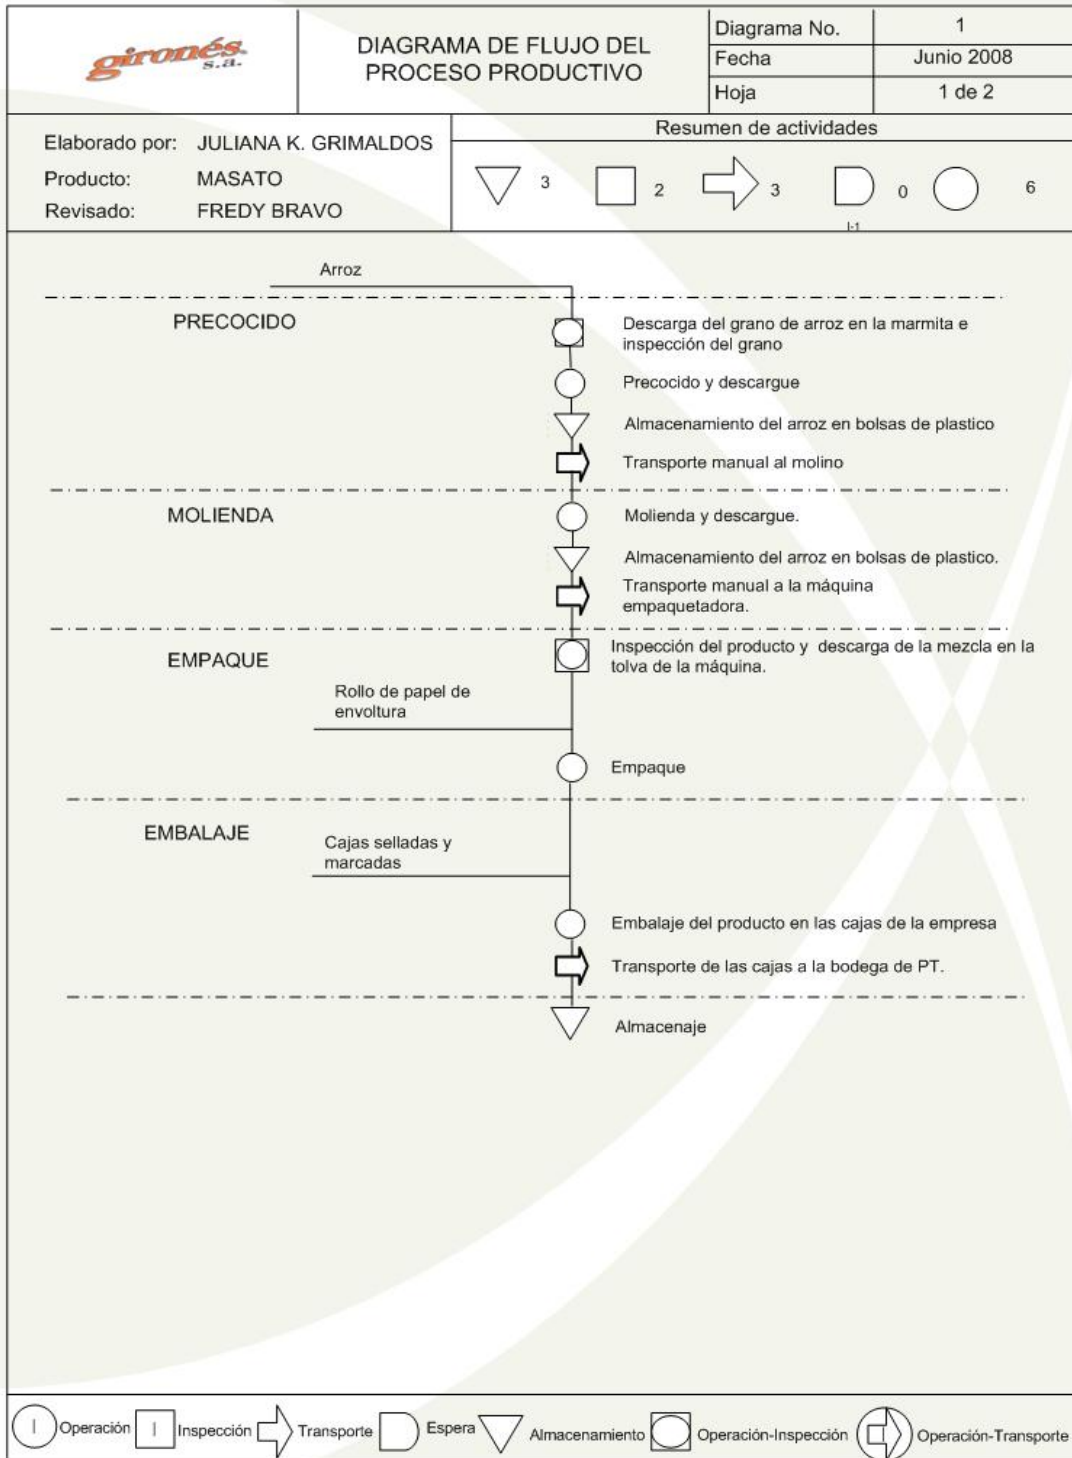 gironés
s.a.
DIAGRAMA DE FLUJO DEL
PROCESO PRODUCTIVO
Diagrama No.
1
Fecha
Junio 2008
Hoja
1 de 2
Elaborado por: JULIANA K. GRIMALDOS
Producto: MASATO
Revisado: FREDY BRAVO
Resumen de actividades
3
2
3
0
6
I-1
Arroz
PRECOCIDO
Descarga del grano de arroz en la marmita e
inspección del grano
Precocido y descargue
Almacenamiento del arroz en bolsas de plastico
Transporte manual al molino
MOLIENDA
Molienda y descargue.
Almacenamiento del arroz en bolsas de plastico.
Transporte manual a la máquina
empaquetadora.
EMPAQUE
Inspección del producto y descarga de la mezcla en la
tolva de la máquina.
Rollo de papel de
envoltura
Empaque
EMBALAJE
Cajas selladas y
marcadas
Embalaje del producto en las cajas de la empresa
Transporte de las cajas a la bodega de PT.
Almacenaje
I Operación I Inspección Transporte Espera Almacenamiento Operación-Inspección Operación-Transporte